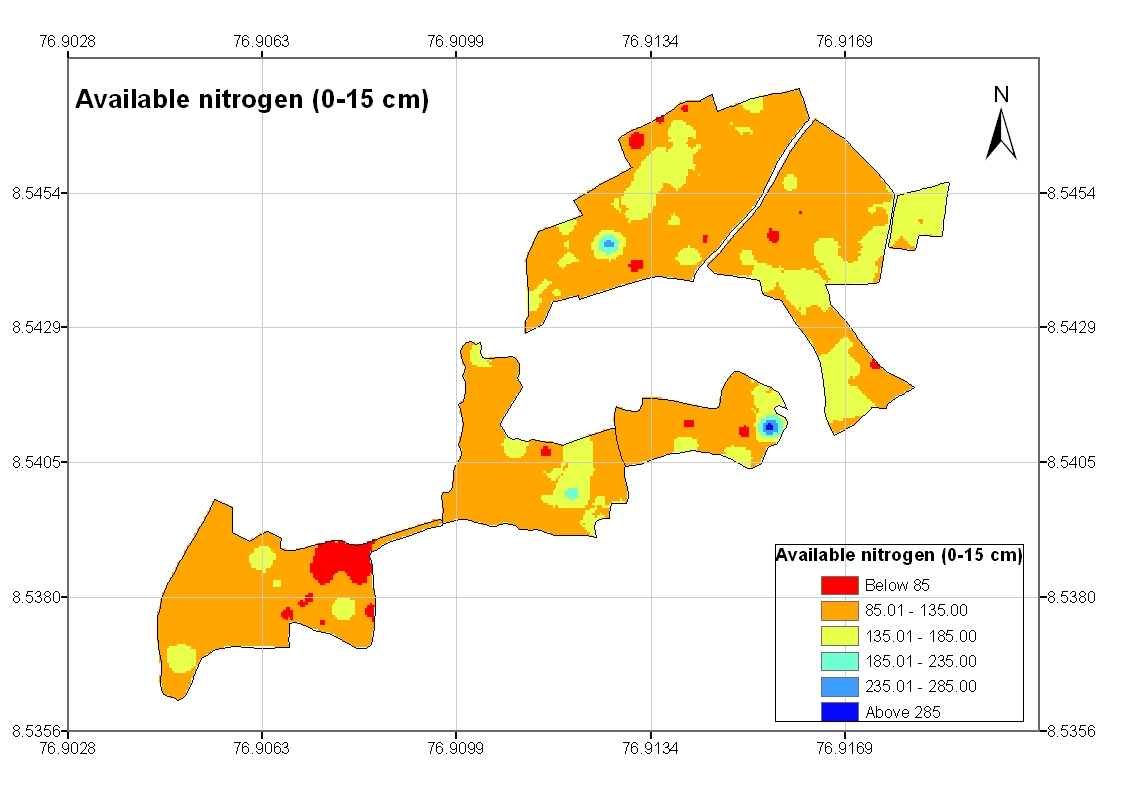 76.9028 76.9063 76.9099 76.9134 76.9169
Available nitrogen (0-15 cm)
N
8.5454 8.5454
8.5429 8.5429
8.5405 8.5405
Available nitrogen (0-15 cm)
Below 85
8.5380 8.5380
85.01 - 135.00
135.01 - 185.00
185.01 - 235.00
235.01 - 285.00
Above 285
8.5356 8.5356
76.9028 76.9063 76.9099 76.9134 76.9169